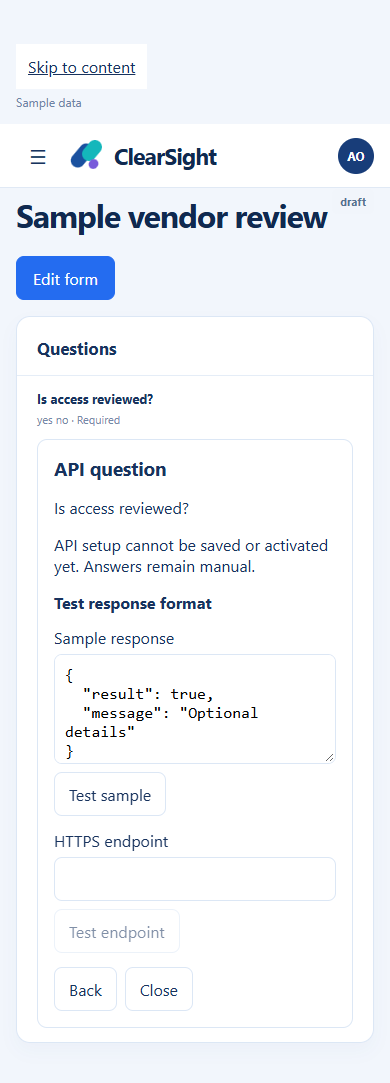 Skip to content
Sample data
☰ ClearSight AO
Sample vendor review draft
Edit form
Questions
Is access reviewed?
yes no · Required
API question
Is access reviewed?
API setup cannot be saved or activated
yet. Answers remain manual.
Test response format
Sample response
{
  "result": true,
  "message": "Optional
details"
}
Test sample
HTTPS endpoint
Test endpoint
Back Close